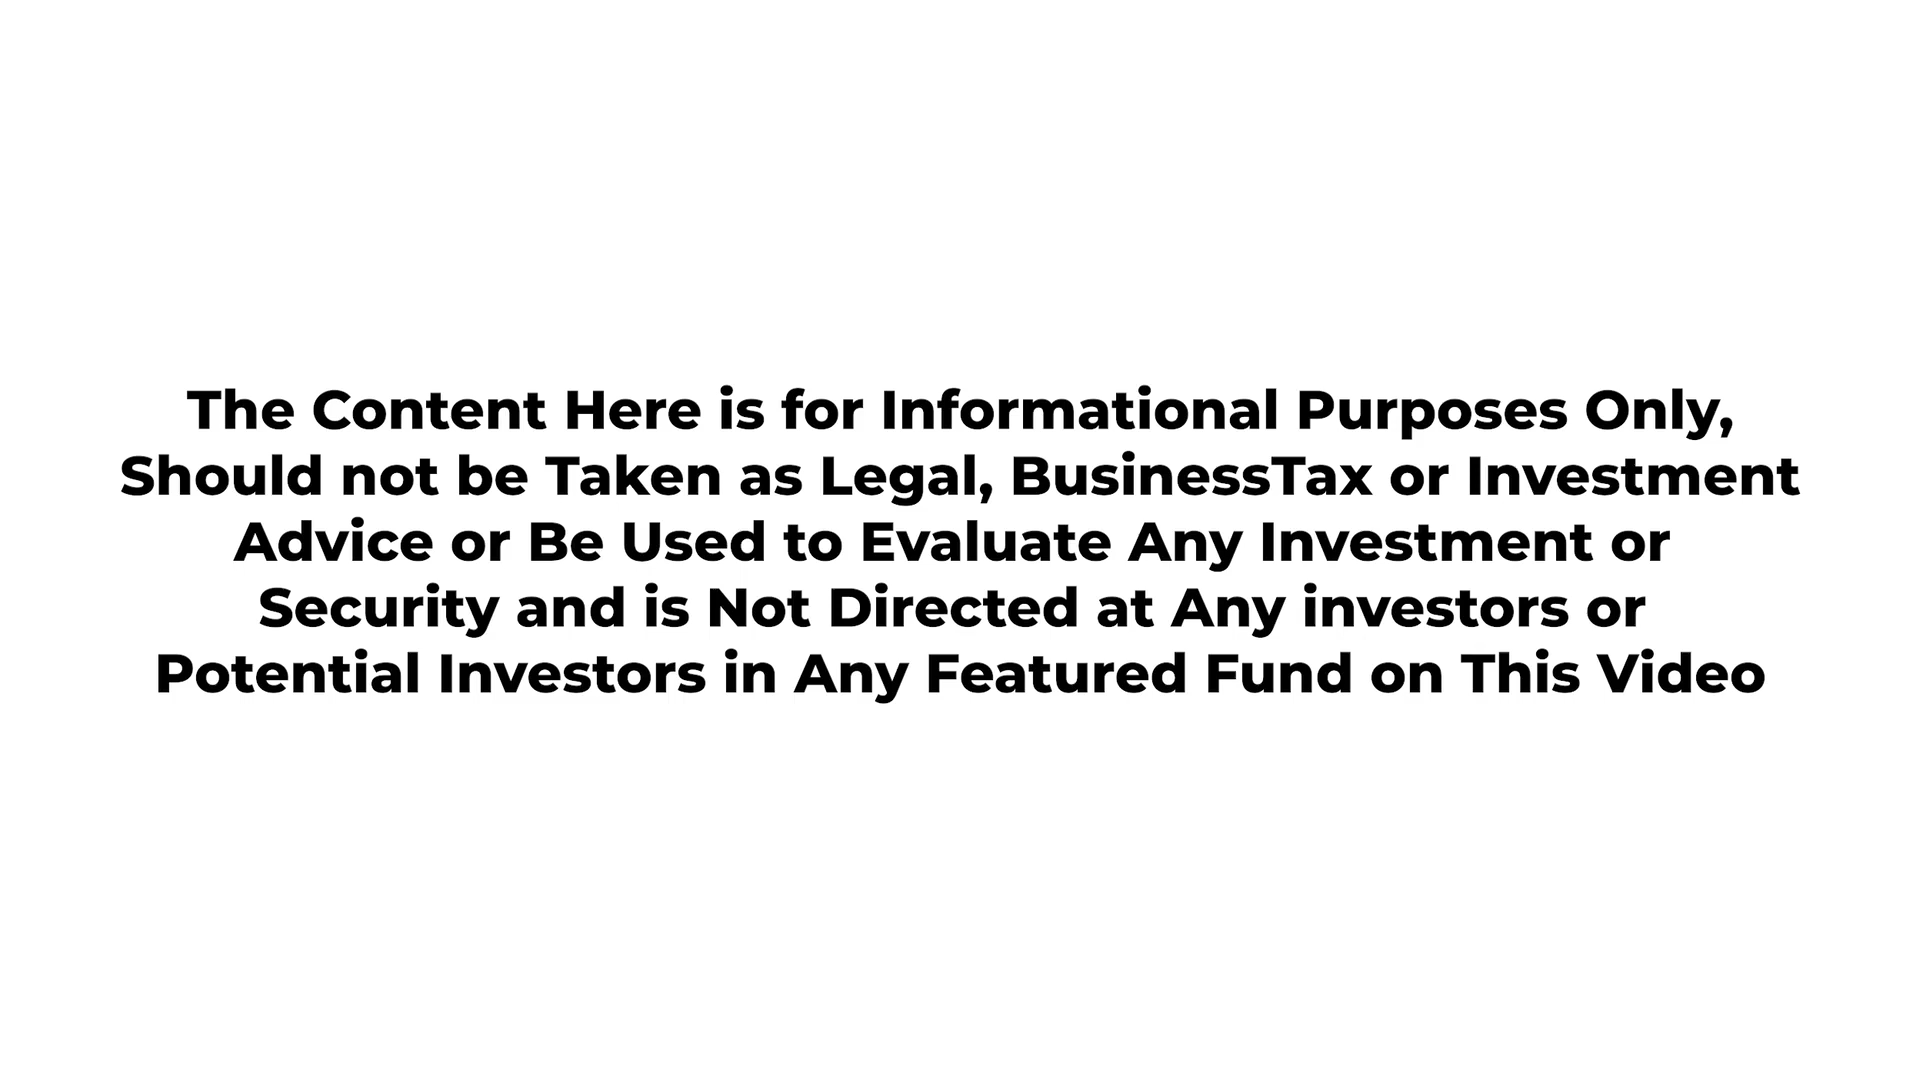 The Content Here is for Informational Purposes Only,
Should not be Taken as Legal, BusinessTax or Investment
Advice or Be Used to Evaluate Any Investment or
Security and is Not Directed at Any investors or
Potential Investors in Any Featured Fund on This Video